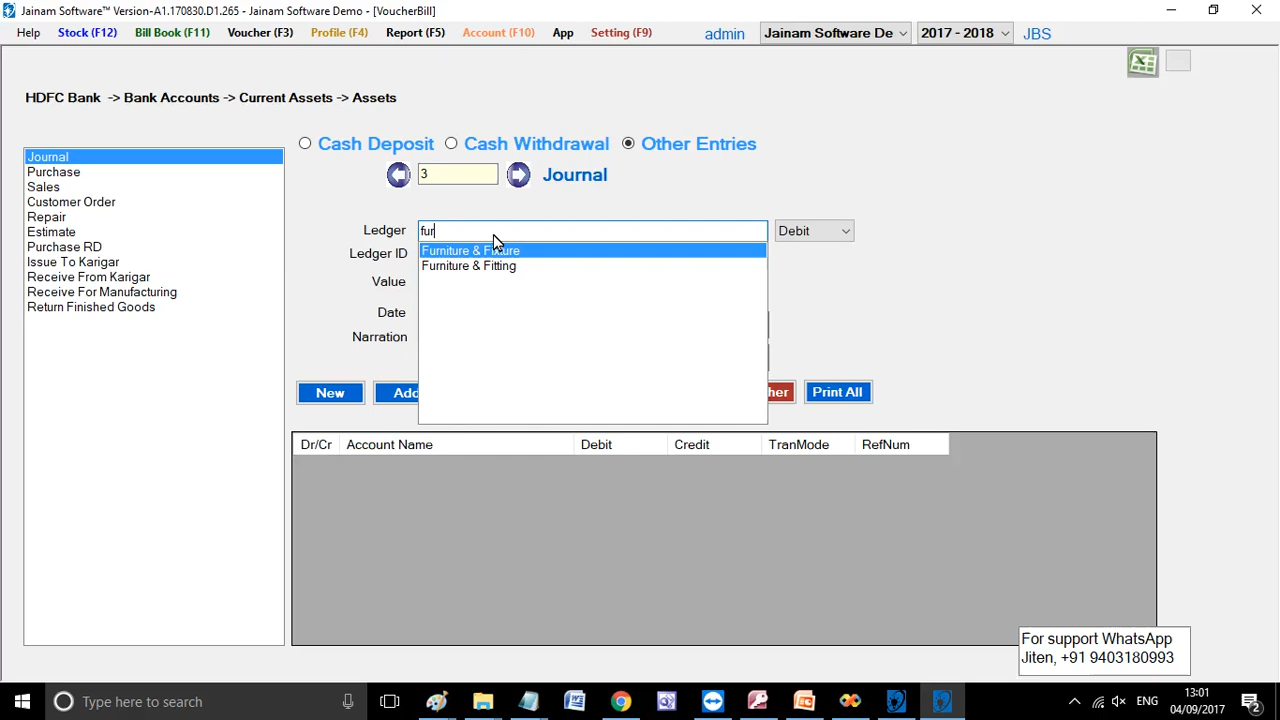 Jainam Software™ Version-A1.170830.D1.265 - Jainam Software Demo - [VoucherBill]
Help Stock (F12) Bill Book (F11) Voucher (F3) Profile (F4) Report (F5) Account (F10) App Setting (F9) admin Jainam Software De 2017 - 2018 JBS
HDFC Bank -> Bank Accounts -> Current Assets -> Assets
Cash Deposit Cash Withdrawal Other Entries
Journal
Purchase
Sales
Customer Order
Repair
Estimate
Purchase RD
Issue To Karigar
Receive From Karigar
Receive For Manufacturing
Return Finished Goods
3 Journal
Ledger fur Debit
Furniture & Fixture
Furniture & Fitting
Ledger ID
Value
Date
Narration
New Add her Print All
Dr/Cr Account Name Debit Credit TranMode RefNum
For support WhatsApp
Jiten, +91 9403180993
Type here to search
ENG 13:01
04/09/2017 2